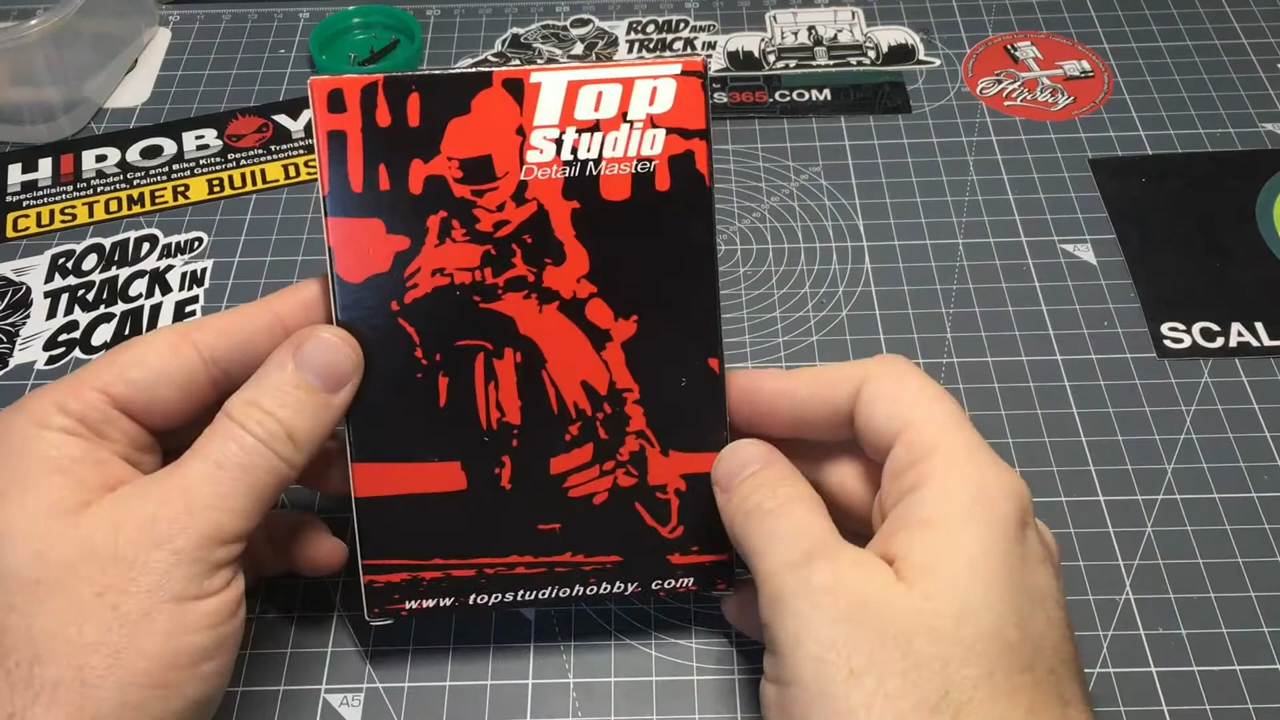 Top
Studio
Detail Master
www.topstudiohobby.com
ROAD AND
TRACK IN
S365.COM
Hiroboy
H!ROBOY
Specialising in Model Car and Bike Kits, Decals, Transkit
Photoetched Parts, Paints and General Accessories.
CUSTOMER BUILDS
ROAD AND
TRACK IN
SCALE
SCAL
A3
A5